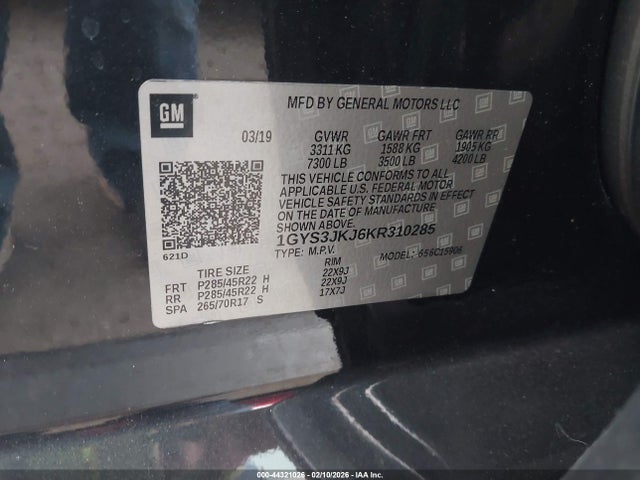 GM
MFD BY GENERAL MOTORS LLC
03/19 GVWR GAWR FRT GAWR RR
3311 KG 1588 KG 1905 KG
7300 LB 3500 LB 4200 LB
THIS VEHICLE CONFORMS TO ALL
APPLICABLE U.S. FEDERAL MOTOR
VEHICLE SAFETY STANDARDS IN
EFFECT ON THE DATE OF MANUFACTURE
SHOWN ABOVE.
1GYS3JKJ6KR310285
621D TYPE: M.P.V. MODEL: 6S6C15906
TIRE SIZE RIM
FRT P285/45R22 H 22X9J
RR P285/45R22 H 22X9J
SPA 265/70R17 S 17X7J
000-44321026 - 02/10/2026 - IAA Inc.